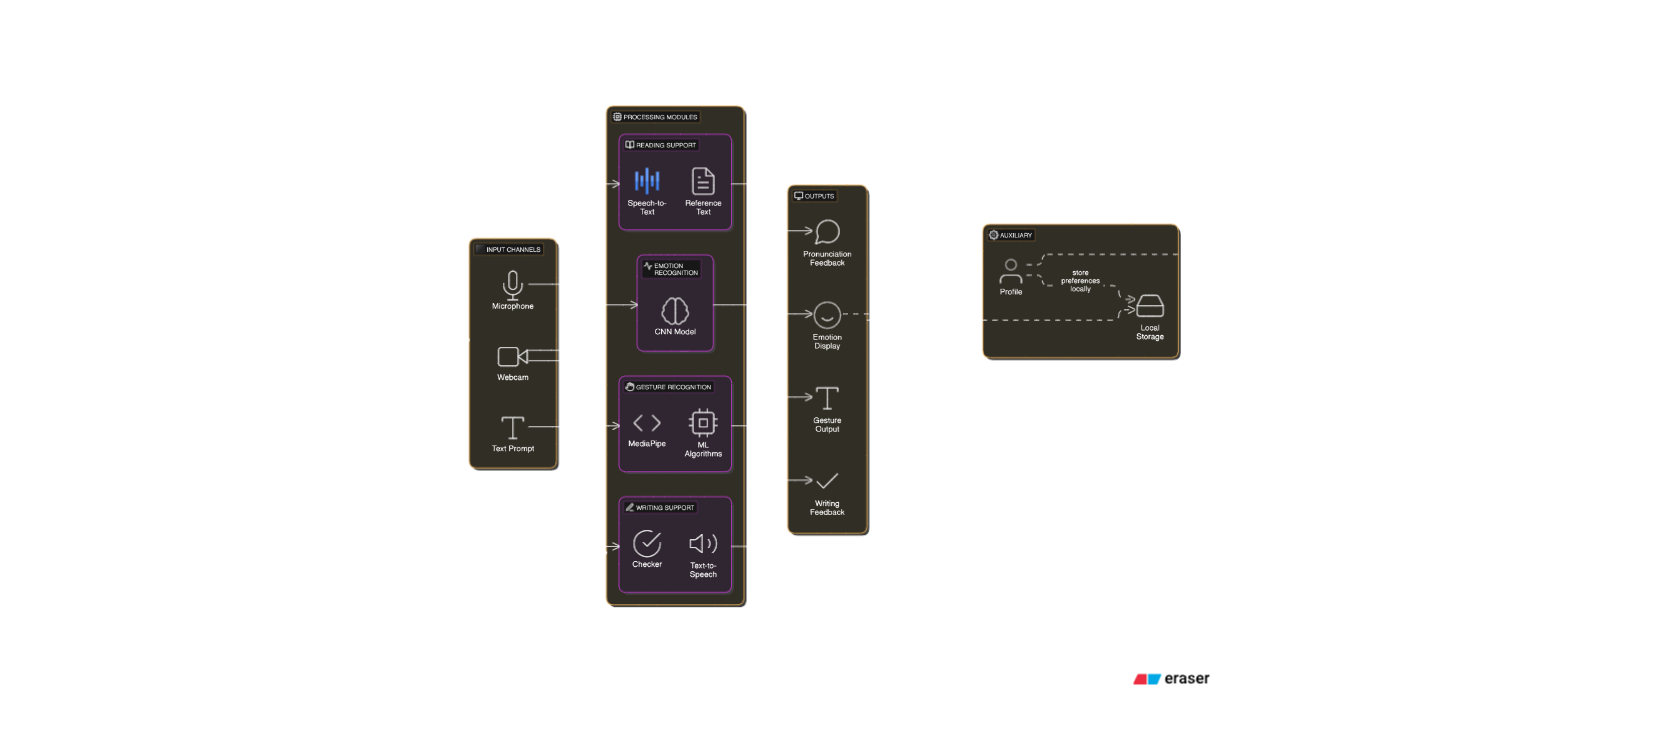 PROCESSING MODULES
READING SUPPORT
Speech-to-
Text
Reference
Text
EMOTION
RECOGNITION
CNN Model
GESTURE RECOGNITION
MediaPipe
ML
Algorithms
WRITING SUPPORT
Checker
Text-to-
Speech
INPUT CHANNELS
Microphone
Webcam
Text Prompt
OUTPUTS
Pronunciation
Feedback
Emotion
Display
Gesture
Output
Writing
Feedback
AUXILIARY
Profile
store
preferences
locally
Local
Storage
eraser